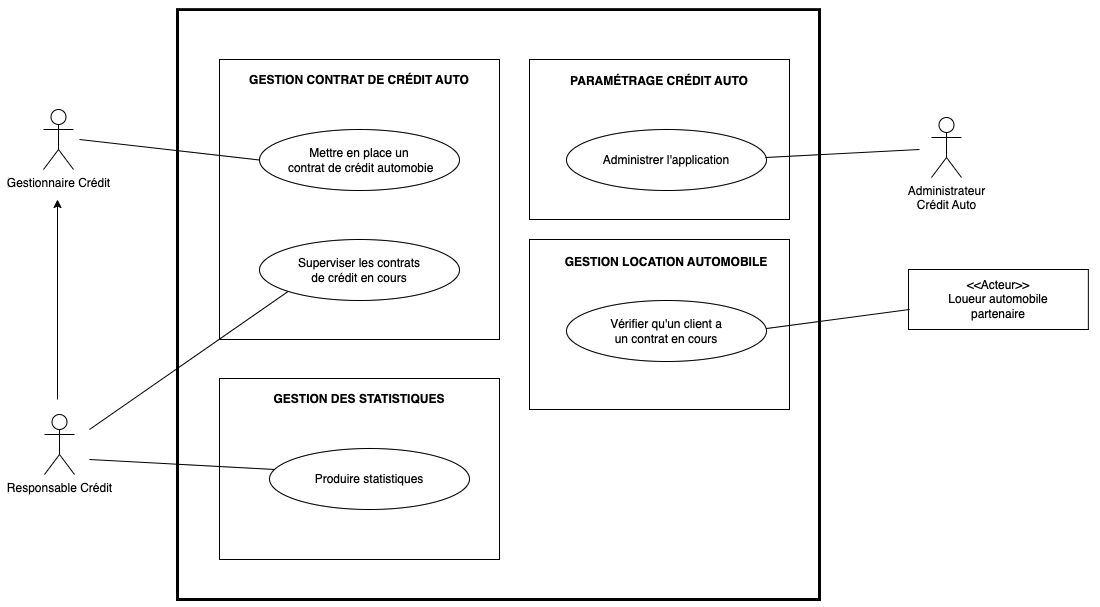 GESTION CONTRAT DE CRÉDIT AUTO
Mettre en place un
contrat de crédit automobie
Superviser les contrats
de crédit en cours
PARAMÉTRAGE CRÉDIT AUTO
Administrer l'application
Gestionnaire Crédit
Administrateur
Crédit Auto
GESTION LOCATION AUTOMOBILE
Vérifier qu'un client a
un contrat en cours
<<Acteur>>
Loueur automobile
partenaire
GESTION DES STATISTIQUES
Produire statistiques
Responsable Crédit